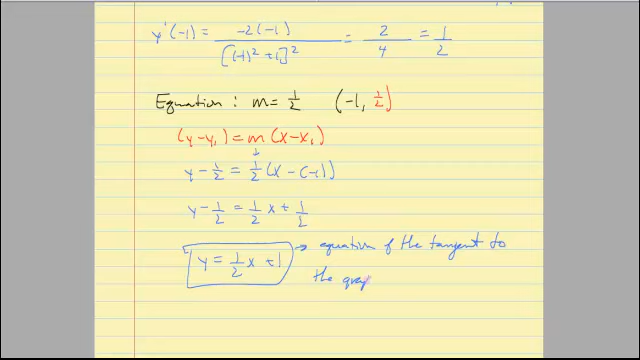 y'(-1) = -2(-1) / [(-1)² + 1]² = 2/4 = 1/2
Equation : m = 1/2 (-1, 1/2)
(y-y₁) = m (x-x₁)
y - 1/2 = 1/2 (x - (-1))
y - 1/2 = 1/2 x + 1/2
y = 1/2 x + 1 → equation of the tangent to
the grap